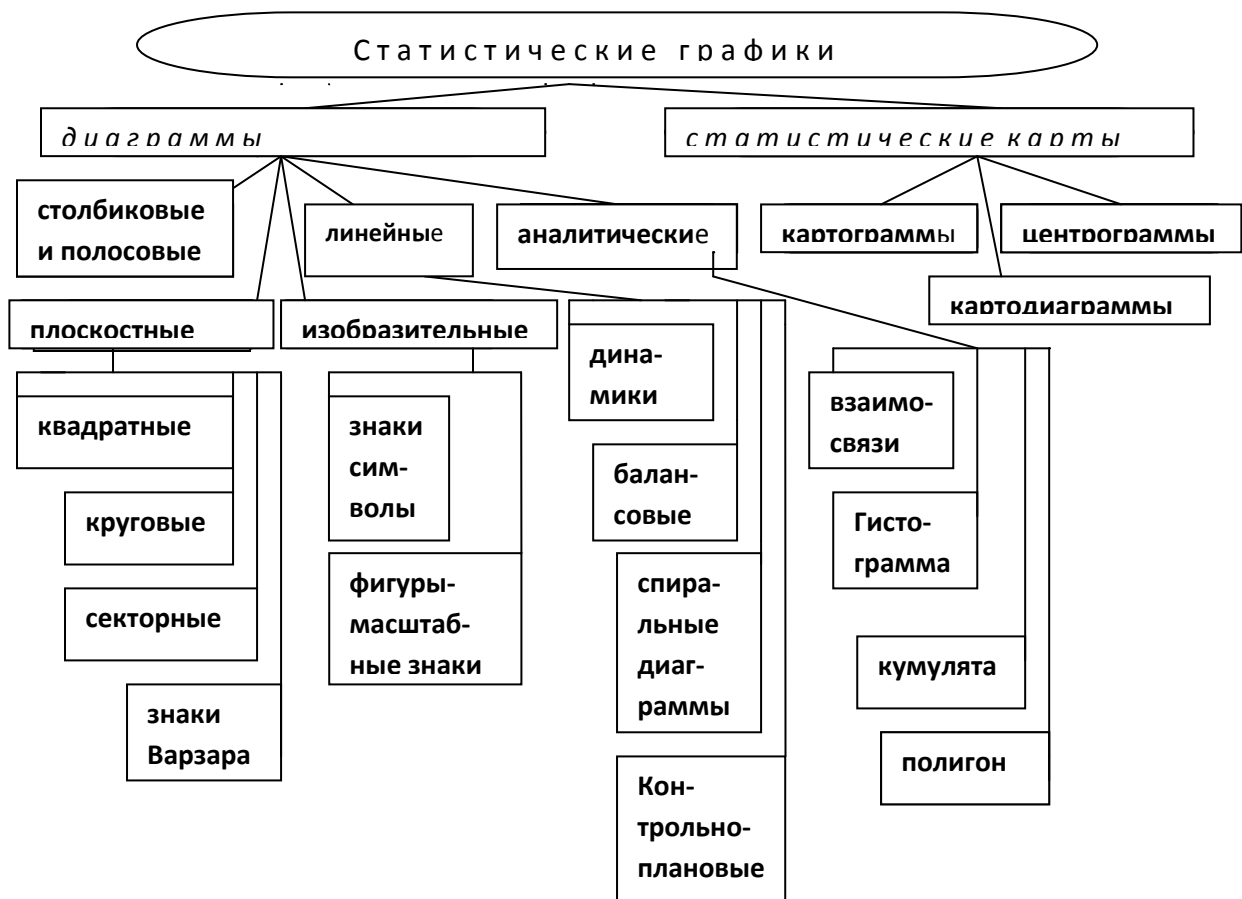 Статистические графики
диаграммы
статистические карты
столбиковые
и полосовые
линейные
аналитические
картограммы
центрограммы
картодиаграммы
плоскостные
изобразительные
квадратные
круговые
секторные
знаки
Варзара
знаки
сим-
волы
фигуры-
масштаб-
ные знаки
дина-
мики
балан-
совые
спира-
льные
диаг-
раммы
Кон-
трольно-
плановые
взаимо-
связи
Гисто-
грамма
кумулята
полигон